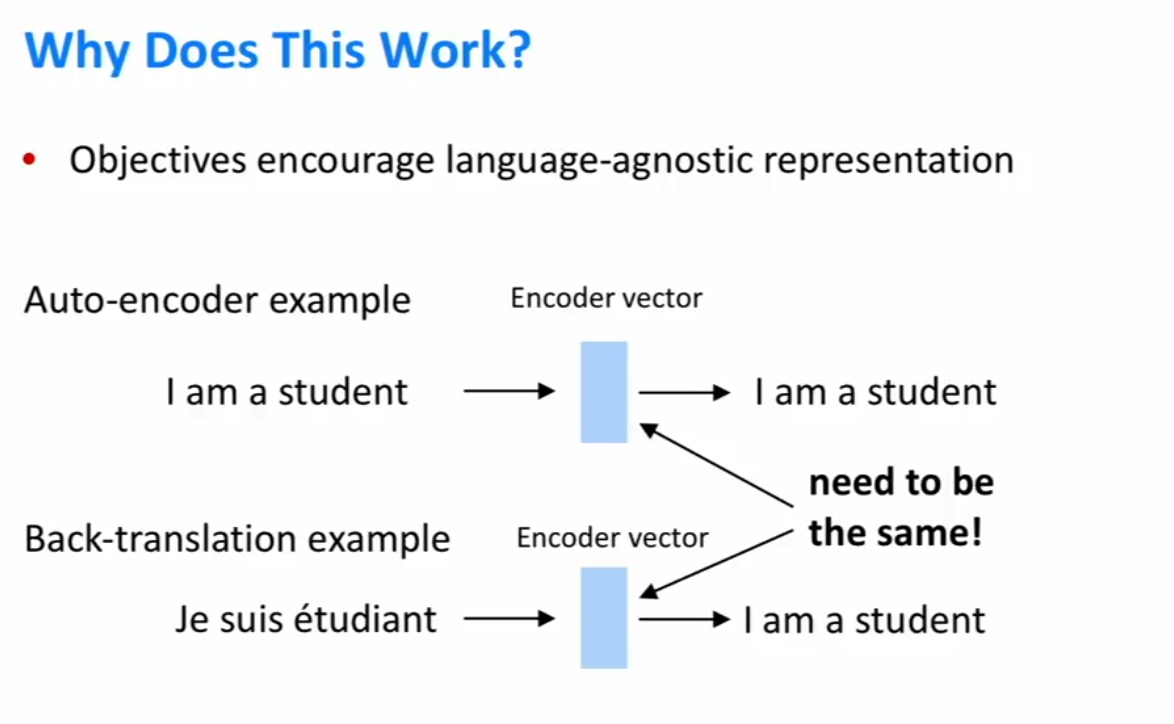 Why Does This Work?
• Objectives encourage language-agnostic representation
Auto-encoder example
Encoder vector
I am a student
I am a student
need to be
the same!
Back-translation example
Encoder vector
Je suis étudiant
I am a student